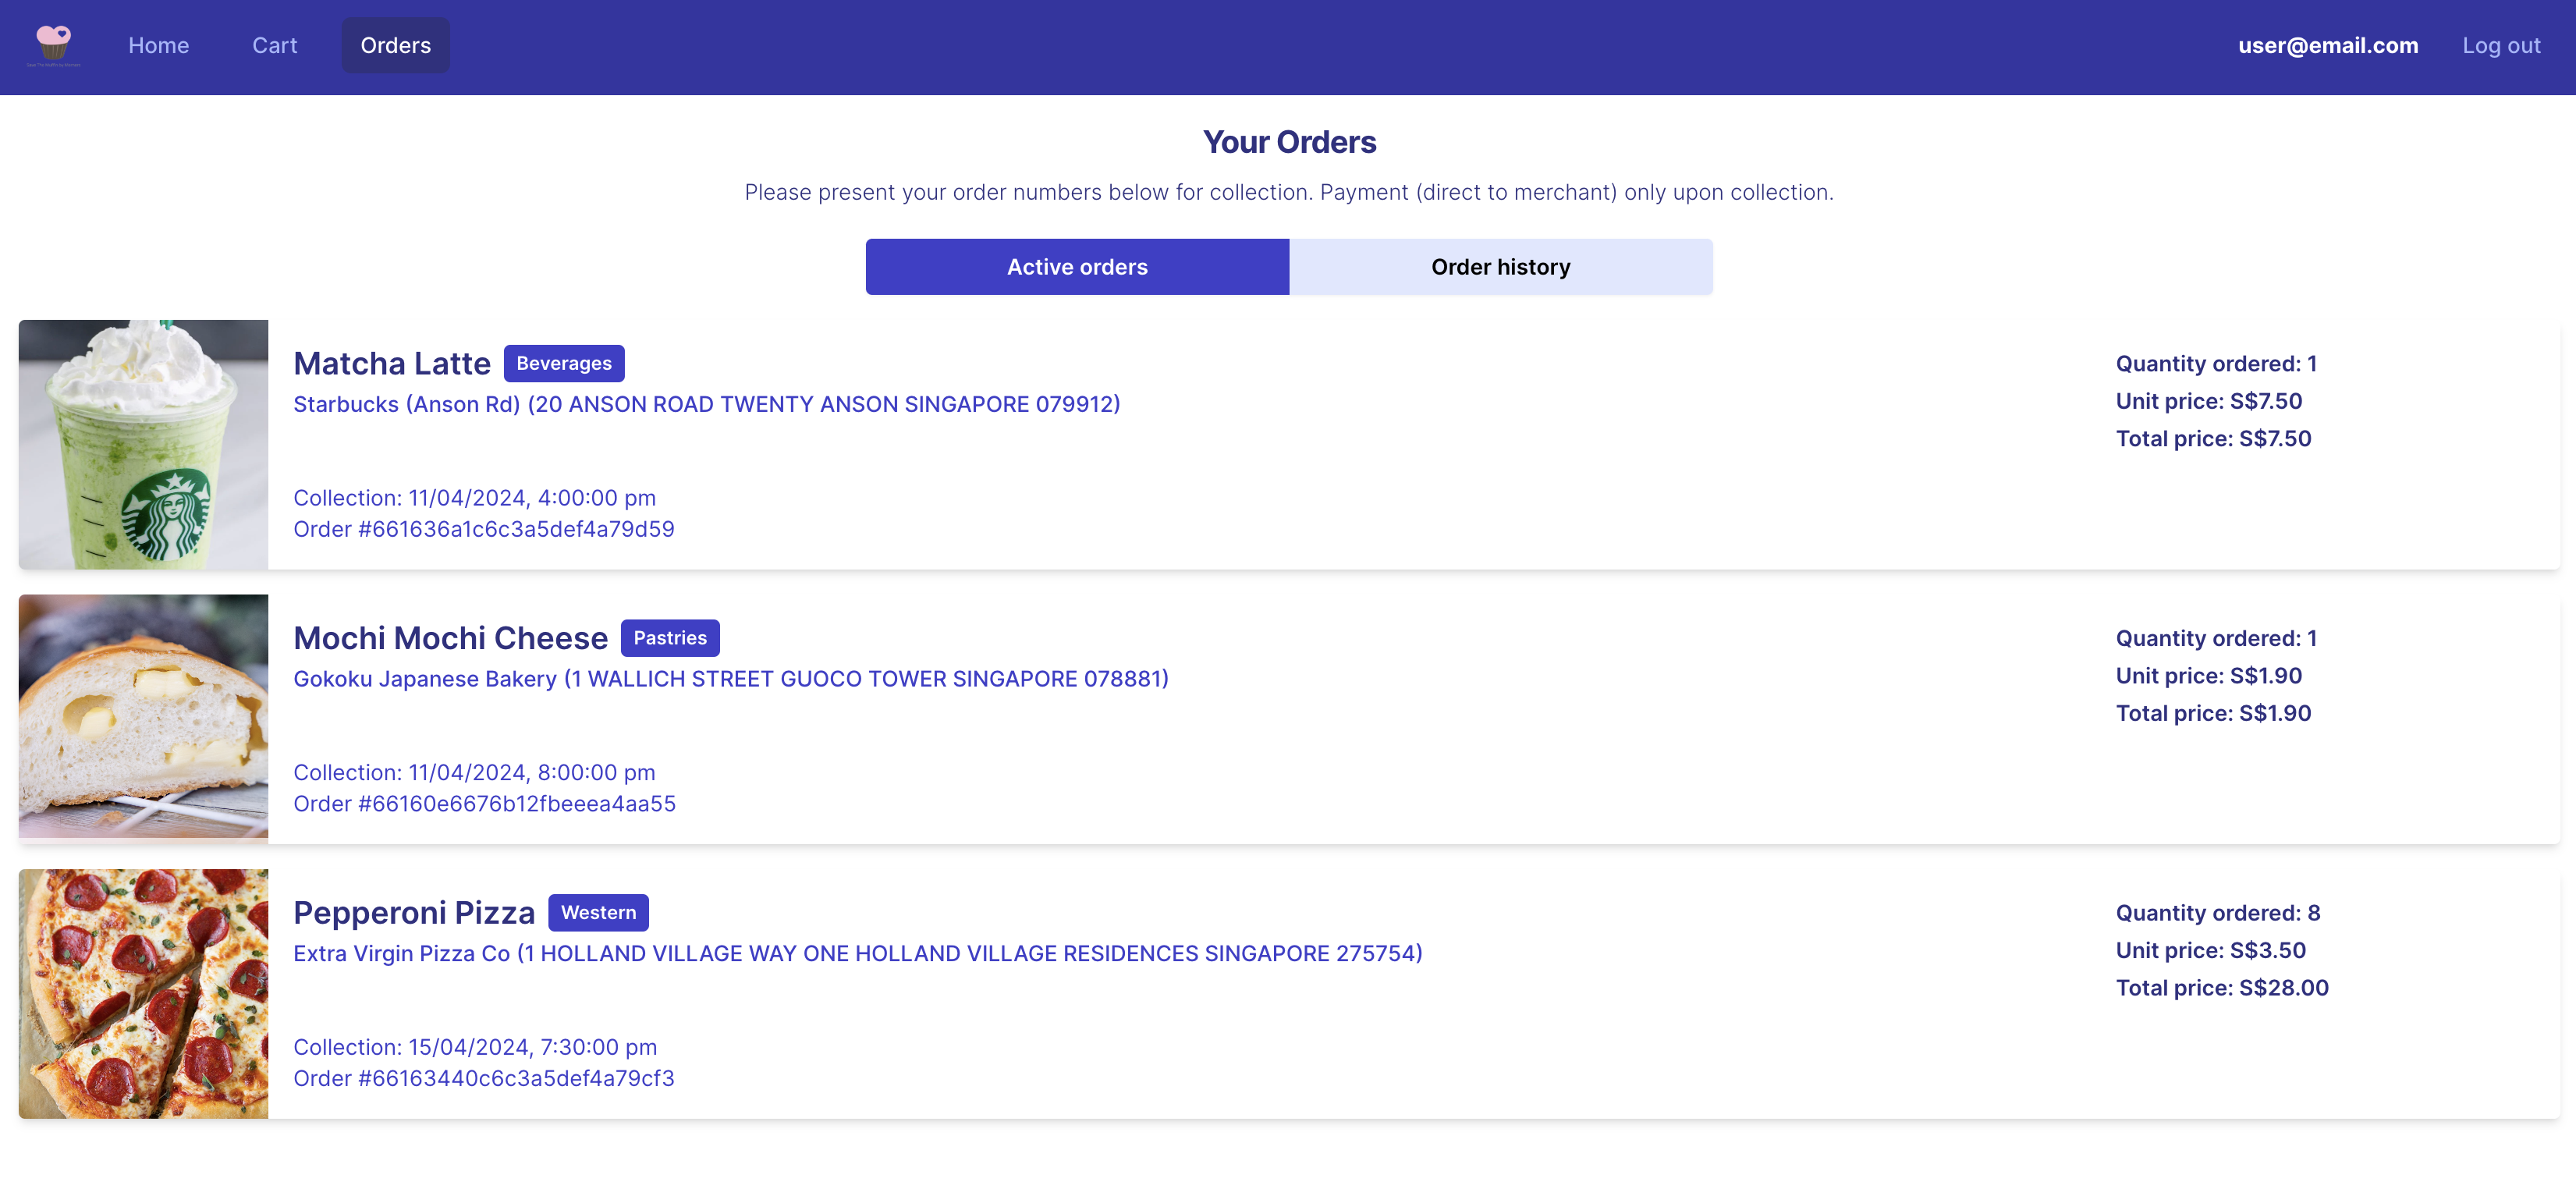 Home Cart Orders user@email.com Log out
Your Orders
Please present your order numbers below for collection. Payment (direct to merchant) only upon collection.
Active orders Order history
Matcha Latte Beverages
Quantity ordered: 1
Starbucks (Anson Rd) (20 ANSON ROAD TWENTY ANSON SINGAPORE 079912)
Unit price: S$7.50
Total price: S$7.50
Collection: 11/04/2024, 4:00:00 pm
Order #661636a1c6c3a5def4a79d59
Mochi Mochi Cheese Pastries
Quantity ordered: 1
Gokoku Japanese Bakery (1 WALLICH STREET GUOCO TOWER SINGAPORE 078881)
Unit price: S$1.90
Total price: S$1.90
Collection: 11/04/2024, 8:00:00 pm
Order #66160e6676b12fbeeea4aa55
Pepperoni Pizza Western
Quantity ordered: 8
Extra Virgin Pizza Co (1 HOLLAND VILLAGE WAY ONE HOLLAND VILLAGE RESIDENCES SINGAPORE 275754)
Unit price: S$3.50
Total price: S$28.00
Collection: 15/04/2024, 7:30:00 pm
Order #66163440c6c3a5def4a79cf3